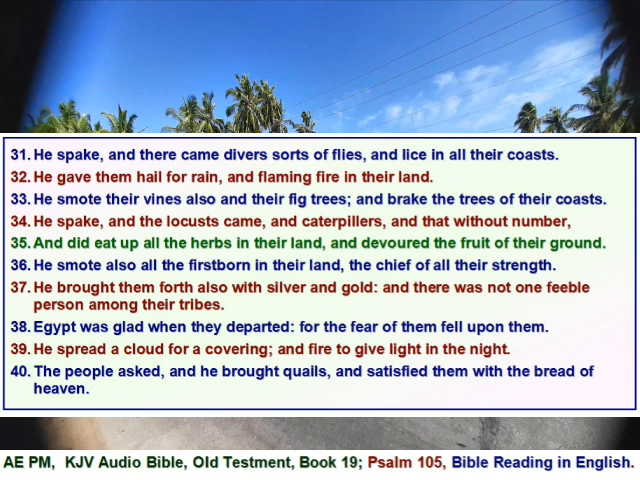 31. He spake, and there came divers sorts of flies, and lice in all their coasts.
32. He gave them hail for rain, and flaming fire in their land.
33. He smote their vines also and their fig trees; and brake the trees of their coasts.
34. He spake, and the locusts came, and caterpillers, and that without number,
35. And did eat up all the herbs in their land, and devoured the fruit of their ground.
36. He smote also all the firstborn in their land, the chief of all their strength.
37. He brought them forth also with silver and gold: and there was not one feeble
person among their tribes.
38. Egypt was glad when they departed: for the fear of them fell upon them.
39. He spread a cloud for a covering; and fire to give light in the night.
40. The people asked, and he brought quails, and satisfied them with the bread of
heaven.
AE PM, KJV Audio Bible, Old Testment, Book 19; Psalm 105, Bible Reading in English.